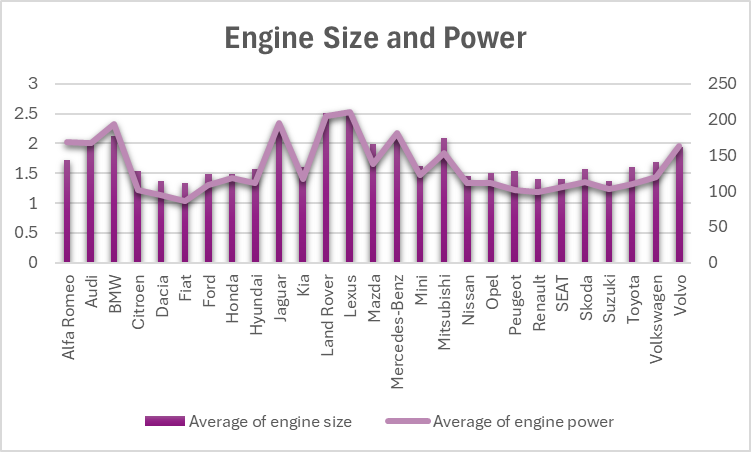 Engine Size and Power
3 250
2.5 200
2 150
1.5 100
1 50
0.5 0
0
Alfa Romeo
Audi
BMW
Citroen
Dacia
Fiat
Ford
Honda
Hyundai
Jaguar
Kia
Land Rover
Lexus
Mazda
Mercedes-Benz
Mini
Mitsubishi
Nissan
Opel
Peugeot
Renault
SEAT
Skoda
Suzuki
Toyota
Volkswagen
Volvo
Average of engine size Average of engine power